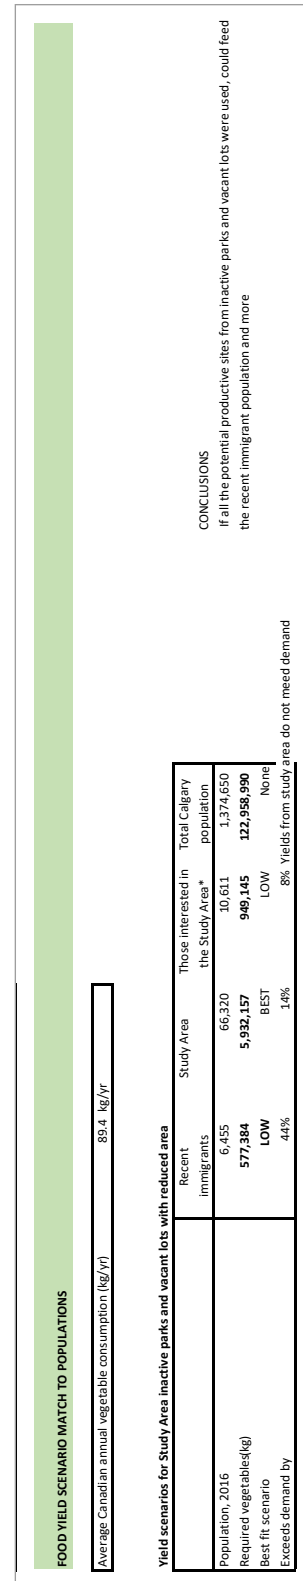 FOOD YIELD SCENARIO MATCH TO POPULATIONS
Average Canadian annual vegetable consumption (kg/yr) 89.4 kg/yr
Yield scenarios for Study Area inactive parks and vacant lots with reduced area
Recent immigrants Study Area Those interested in the Study Area* Total Calgary population
Population, 2016 6,455 66,320 10,611 1,374,650
Required vegetables(kg) 577,384 5,932,157 949,145 122,958,990
Best fit scenario LOW BEST LOW None
Exceeds demand by 44% 14% 8% Yields from study area do not meed demand
CONCLUSIONS
If all the potential productive sites from inactive parks and vacant lots were used, could feed
the recent immigrant population and more